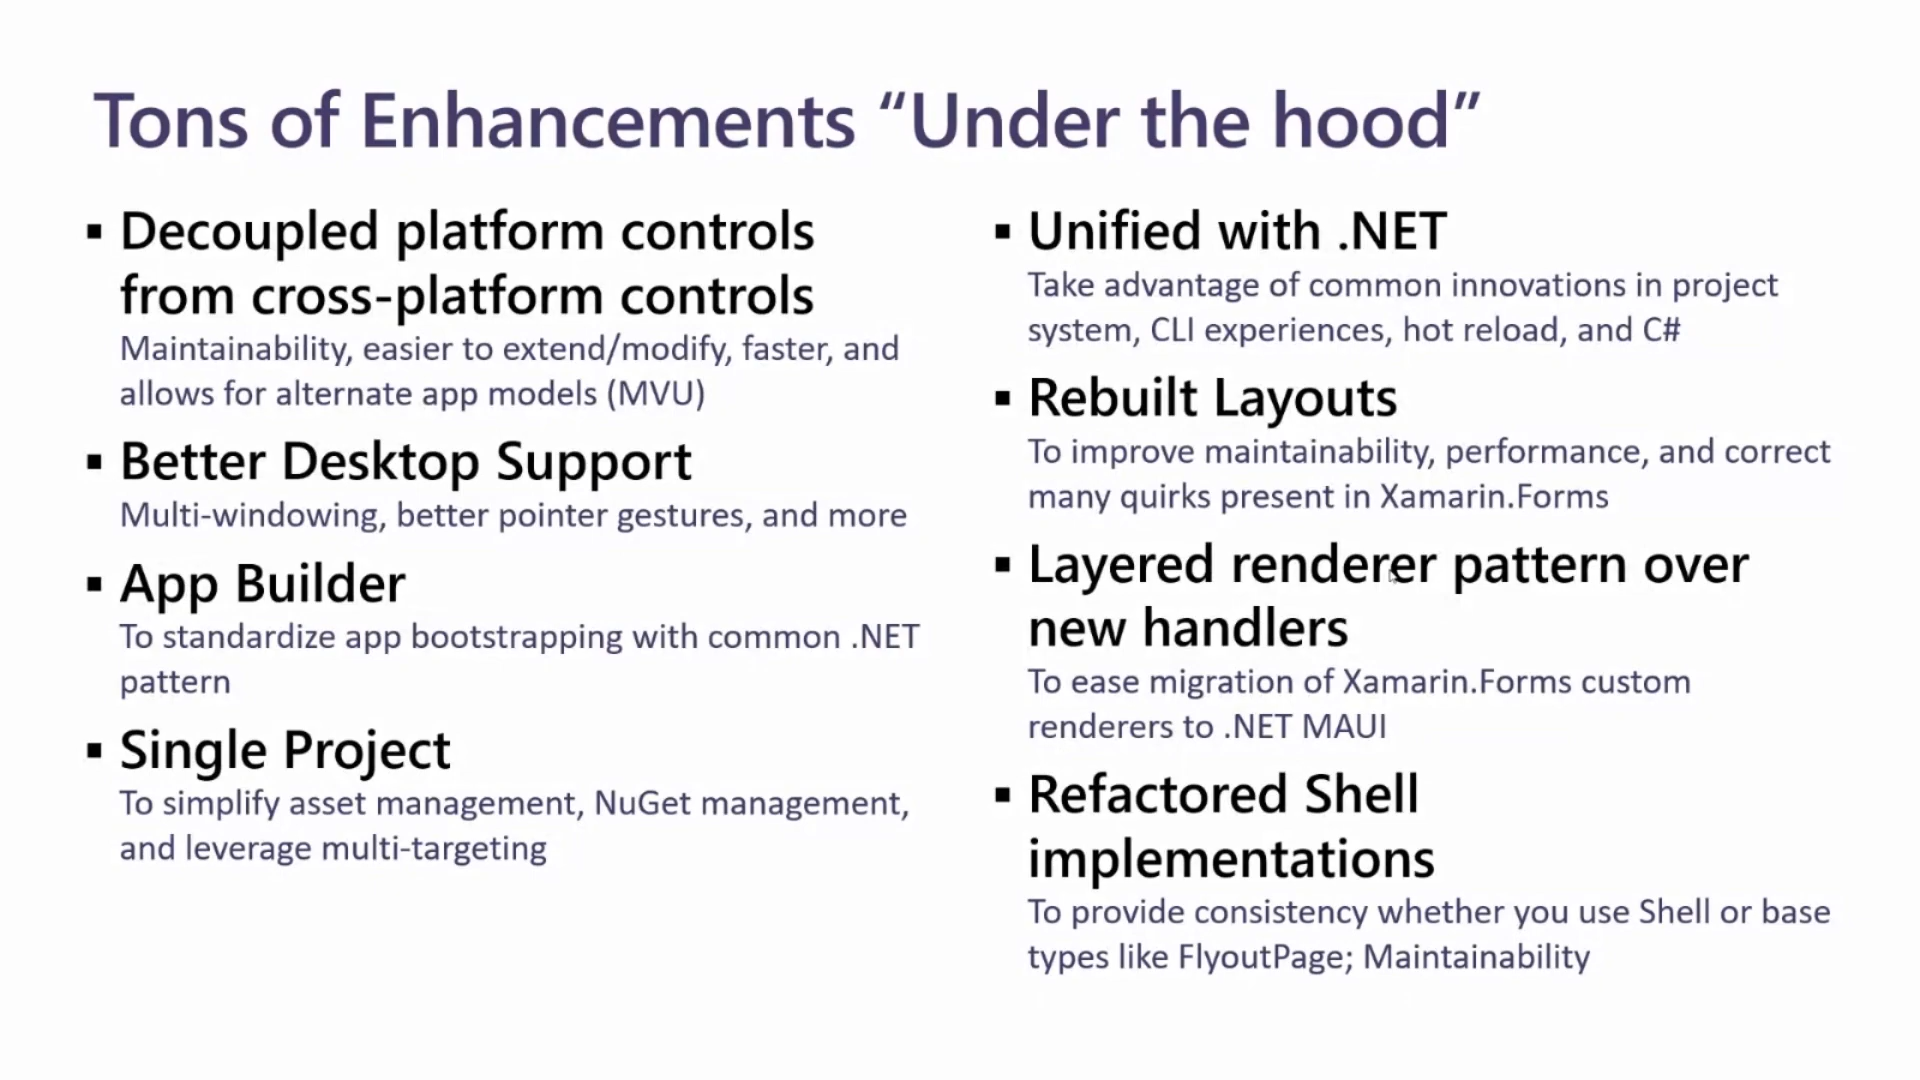 Tons of Enhancements “Under the hood”
▪ Decoupled platform controls
from cross-platform controls
Maintainability, easier to extend/modify, faster, and
allows for alternate app models (MVU)
▪ Better Desktop Support
Multi-windowing, better pointer gestures, and more
▪ App Builder
To standardize app bootstrapping with common .NET
pattern
▪ Single Project
To simplify asset management, NuGet management,
and leverage multi-targeting
▪ Unified with .NET
Take advantage of common innovations in project
system, CLI experiences, hot reload, and C#
▪ Rebuilt Layouts
To improve maintainability, performance, and correct
many quirks present in Xamarin.Forms
▪ Layered renderer pattern over
new handlers
To ease migration of Xamarin.Forms custom
renderers to .NET MAUI
▪ Refactored Shell
implementations
To provide consistency whether you use Shell or base
types like FlyoutPage; Maintainability